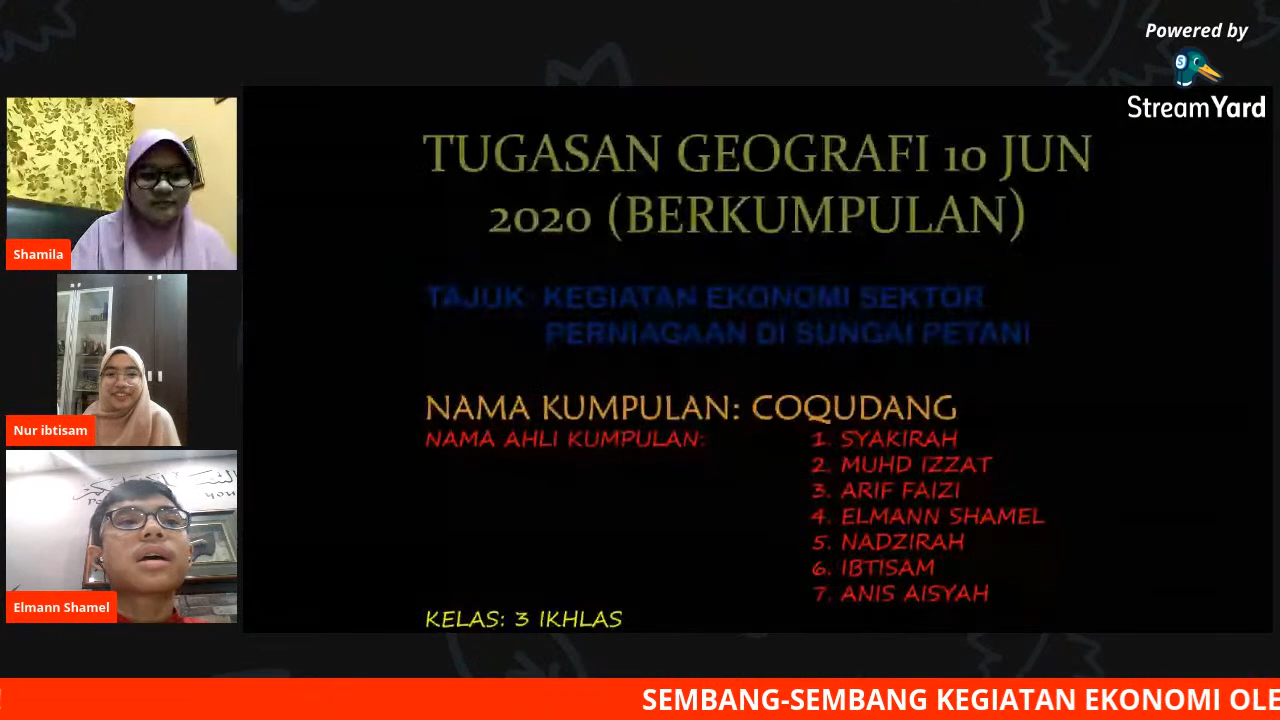 Powered by
StreamYard
TUGASAN GEOGRAFI 10 JUN
2020 (BERKUMPULAN)
TAJUK: KEGIATAN EKONOMI SEKTOR
PERNIAGAAN DI SUNGAI PETANI
NAMA KUMPULAN: COQUDANG
NAMA AHLI KUMPULAN:
1. SYAKIRAH
2. MUHD IZZAT
3. ARIF FAIZI
4. ELMANN SHAMEL
5. NADZIRAH
6. IBTISAM
7. ANIS AISYAH
KELAS: 3 IKHLAS
Shamila
Nur ibtisam
Elmann Shamel
SEMBANG-SEMBANG KEGIATAN EKONOMI OLE